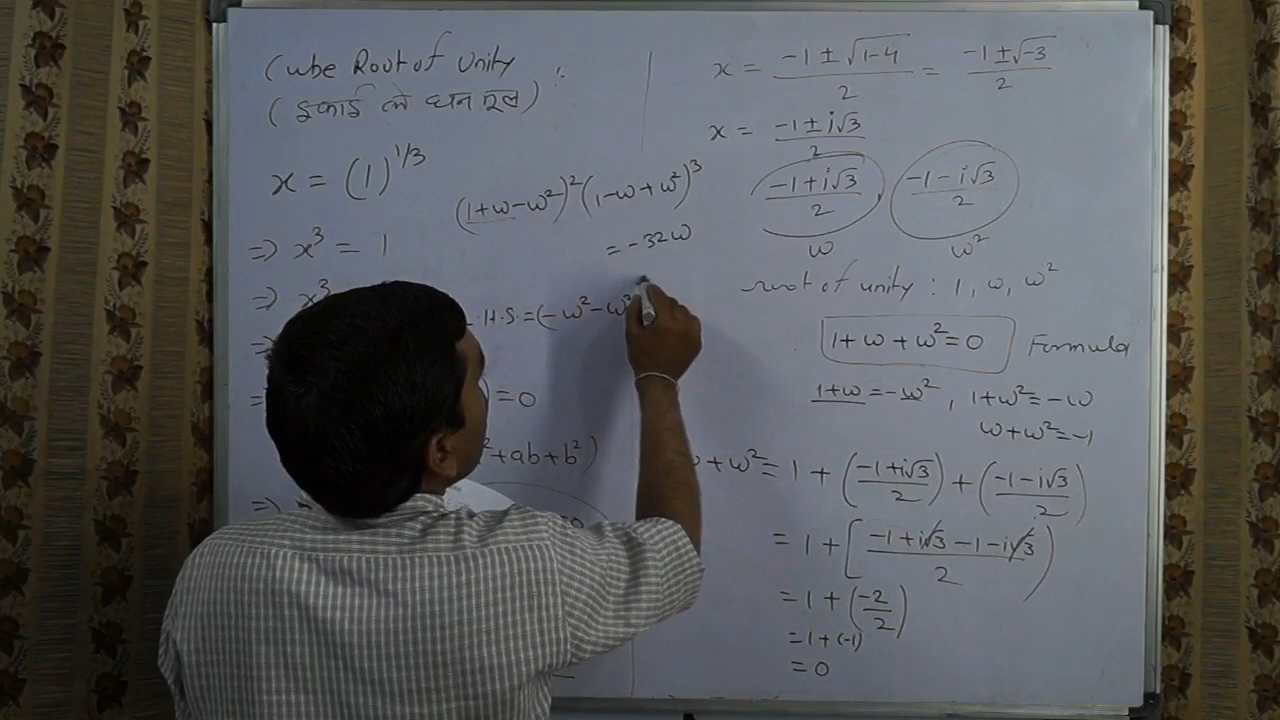 Cube Root of Unity :
(इकाई के घन मूल)
x = (1)^{1/3}
⇒ x³ = 1
⇒ x³
(1+ω-ω²)²(1-ω+ω²)³
= -32ω
.H.S. = (-ω²-ω²
= 0
+ab+b²)
x = (-1 ± √(1-4))/2 = (-1 ± √-3)/2
x = (-1 ± i√3)/2
(-1+i√3)/2 (-1-i√3)/2
ω ω²
root of unity : 1, ω, ω²
1+ω+ω²=0 Formula
1+ω = -ω², 1+ω² = -ω
ω+ω² = -1
+ω² = 1 + ((-1+i√3)/2) + ((-1-i√3)/2)
= 1 + [(-1+i√3-1-i√3)/2)
= 1 + (-2/2)
= 1 + (-1)
= 0